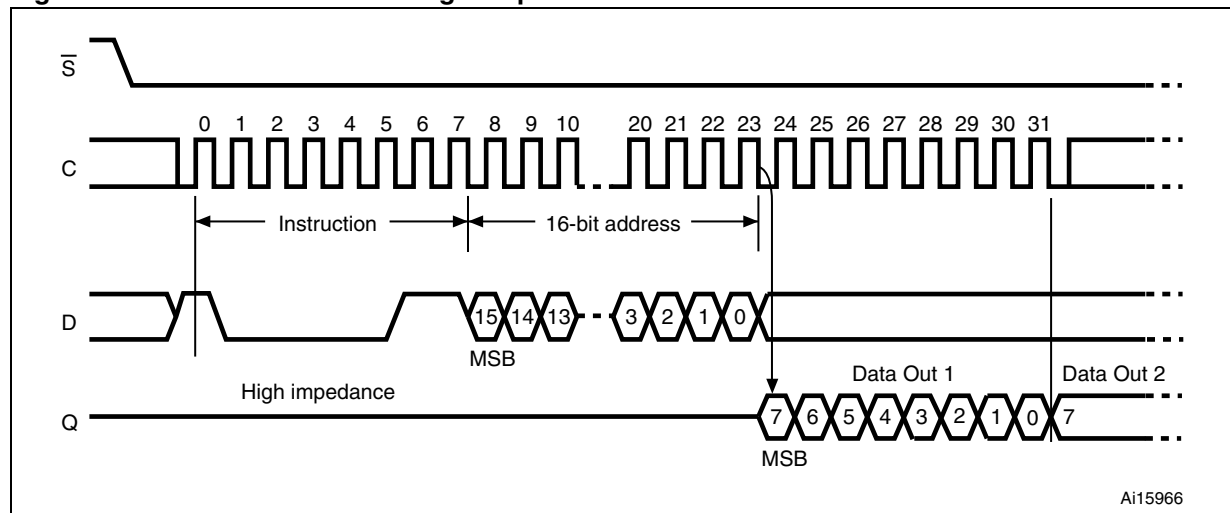 S
0 1 2 3 4 5 6 7 8 9 10 20 21 22 23 24 25 26 27 28 29 30 31
C
Instruction 16-bit address
D 15 14 13 3 2 1 0
MSB
High impedance Data Out 1 Data Out 2
Q 7 6 5 4 3 2 1 0 7
MSB
Ai15966